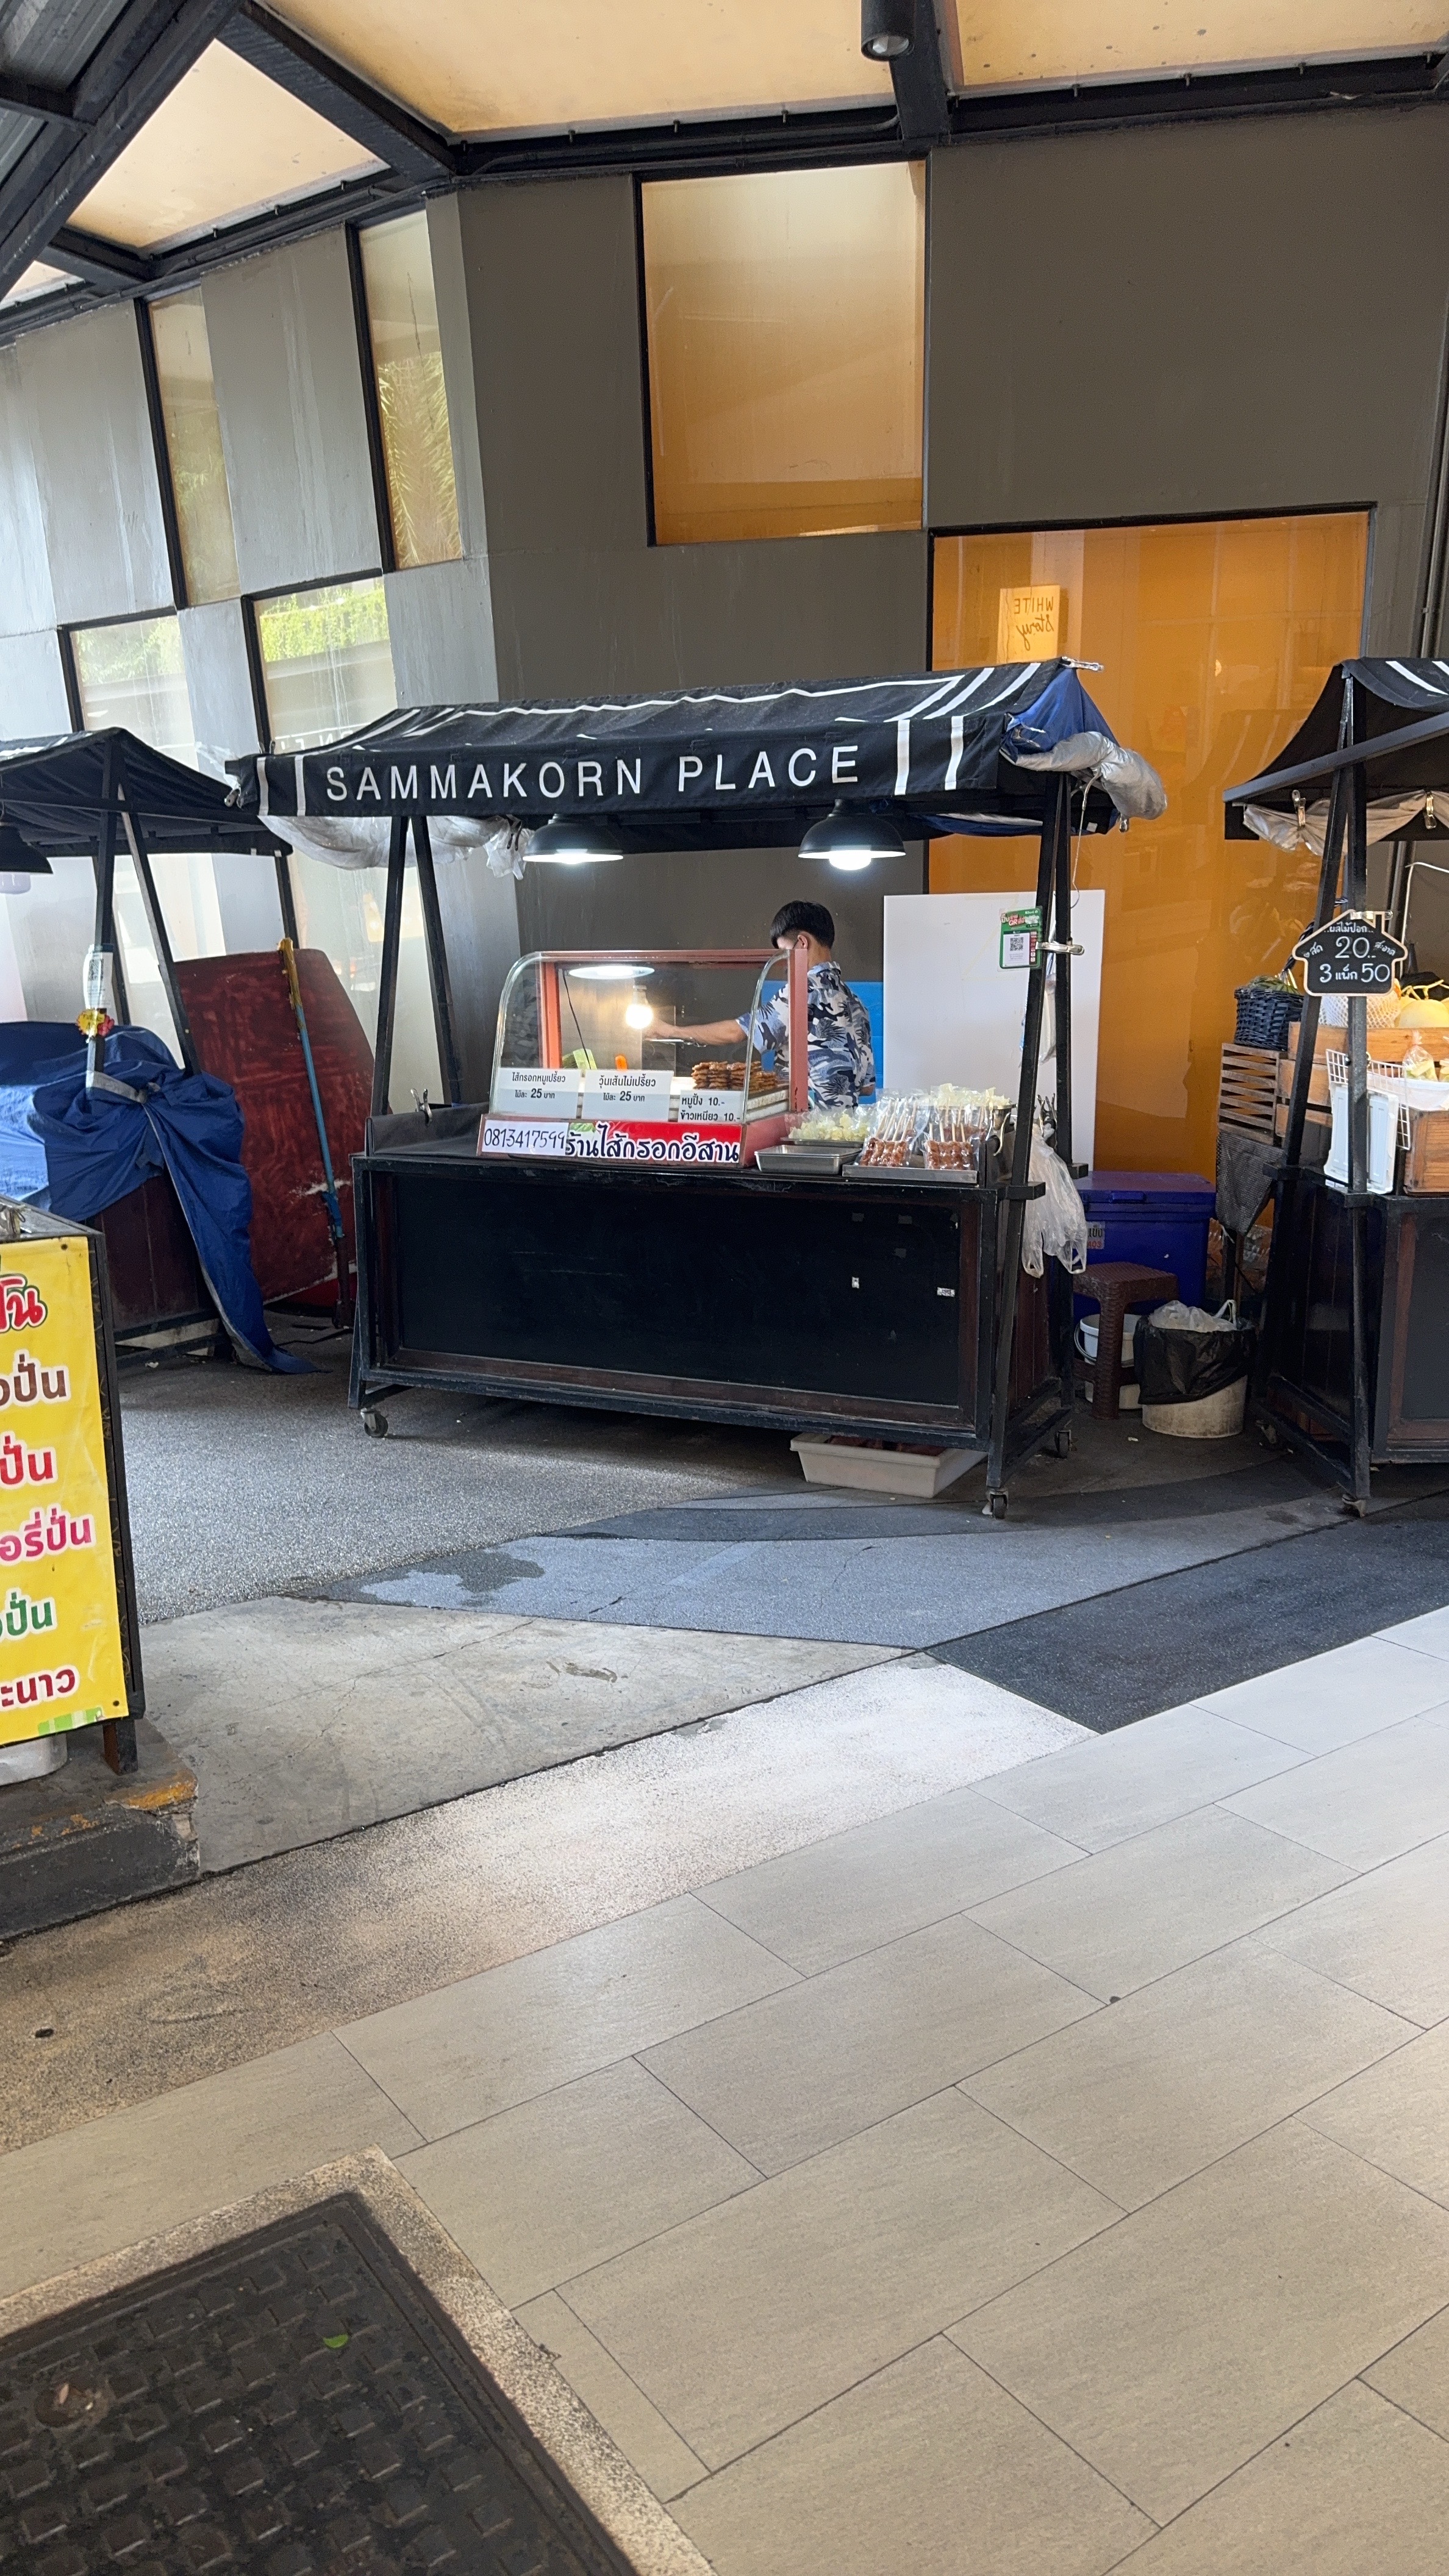 WHITE
Story
SAMMAKORN PLACE
20.-
3 แพ็ค 50
ไส้กรอกหมูเปรี้ยว
ไม้ละ 25 บาท
วุ้นเส้นไม่เปรี้ยว
ไม้ละ 25 บาท
หมูปิ้ง 10.-
ข้าวเหนียว 10.-
ร้านไส้กรอกอีสาน
ปั่น
ปั่น
อรี่ปั่น
ปั่น
ะนาว